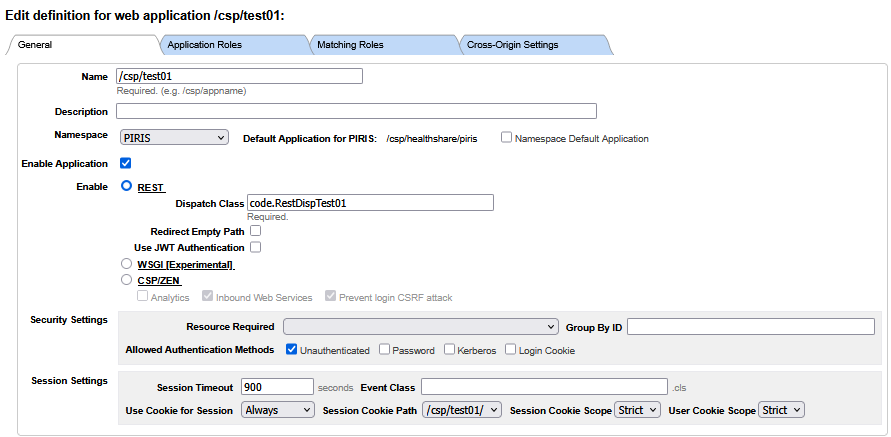 Edit definition for web application /csp/test01:
General Application Roles Matching Roles Cross-Origin Settings
Name /csp/test01
Required. (e.g. /csp/appname)
Description
Namespace PIRIS Default Application for PIRIS: /csp/healthshare/piris Namespace Default Application
Enable Application
Enable REST
Dispatch Class code.RestDispTest01
Required.
Redirect Empty Path
Use JWT Authentication
WSGI [Experimental]
CSP/ZEN
Analytics Inbound Web Services Prevent login CSRF attack
Security Settings
Resource Required Group By ID
Allowed Authentication Methods Unauthenticated Password Kerberos Login Cookie
Session Settings
Session Timeout 900 seconds Event Class .cls
Use Cookie for Session Always Session Cookie Path /csp/test01/ Session Cookie Scope Strict User Cookie Scope Strict